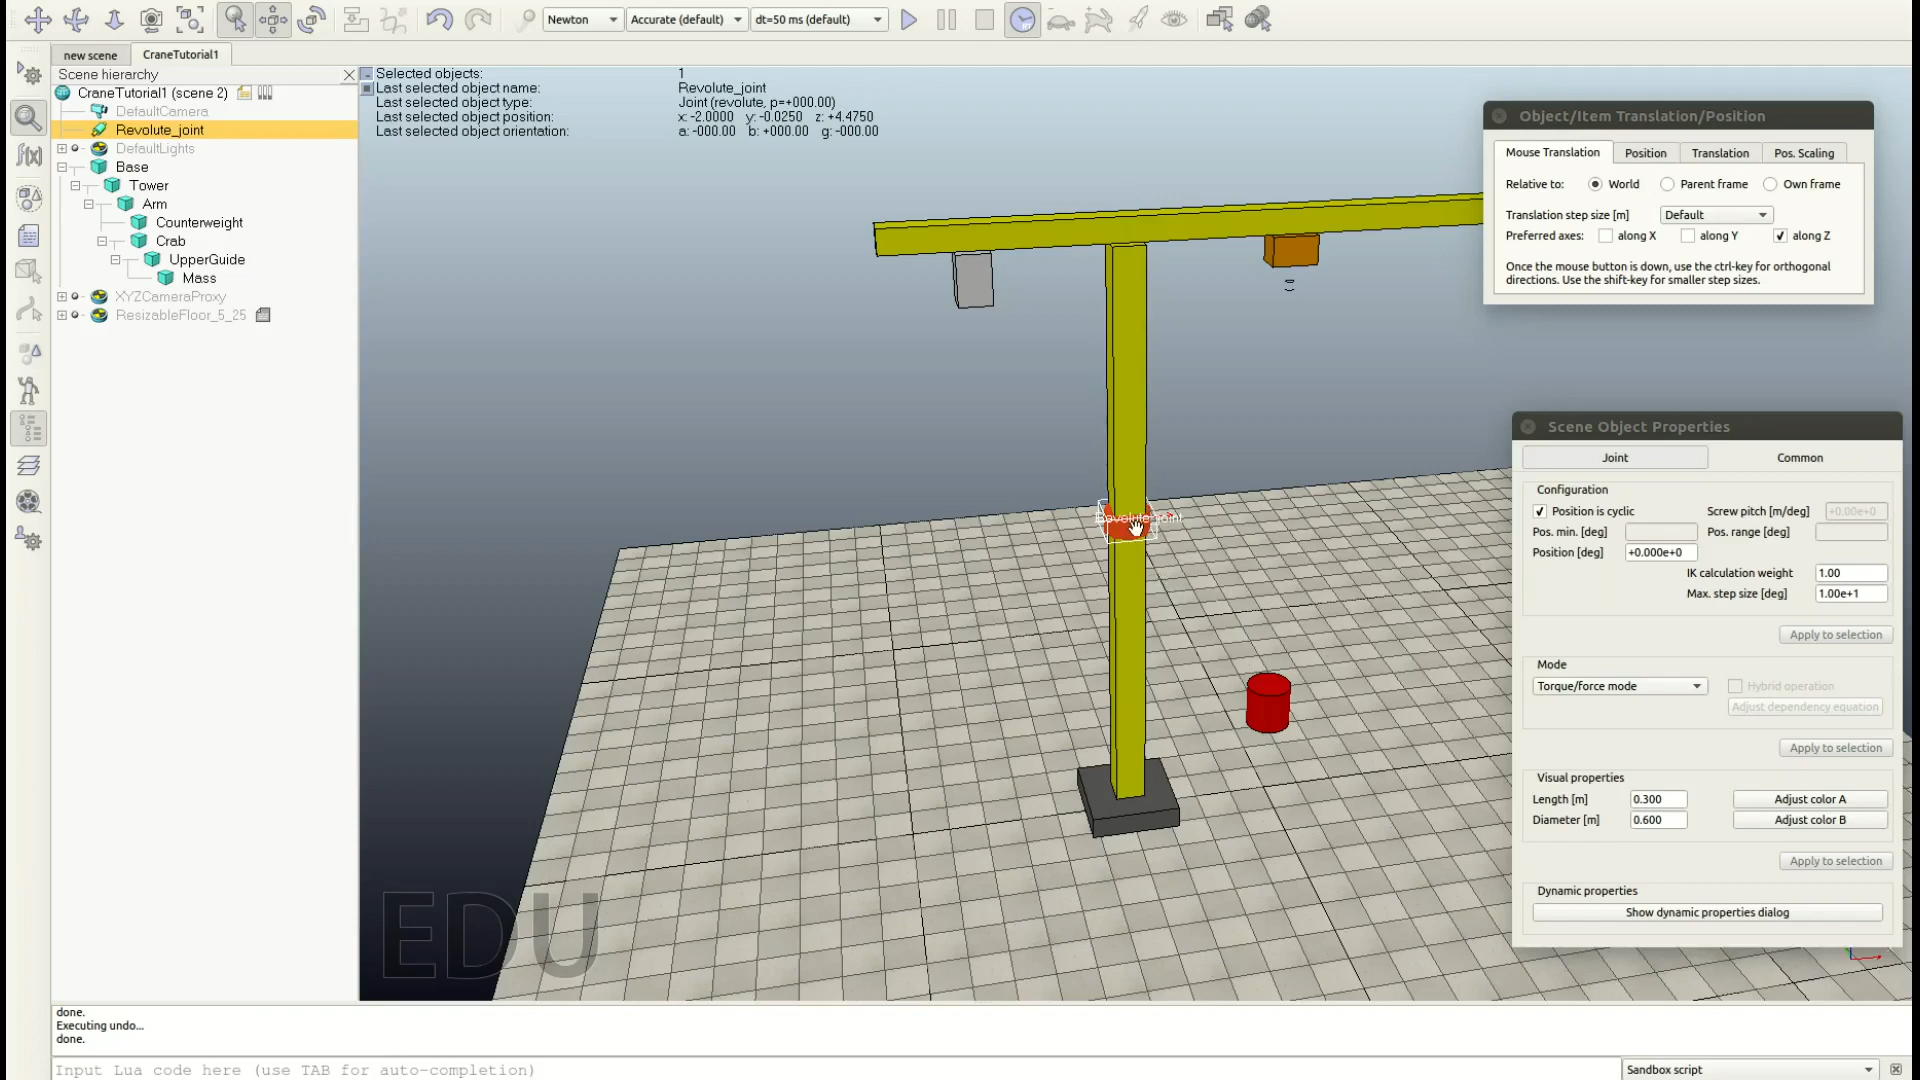 Newton
Accurate (default)
dt=50 ms (default)
new scene
CraneTutorial1
Scene hierarchy
CraneTutorial1 (scene 2)
DefaultCamera
Revolute_joint
DefaultLights
Base
Tower
Arm
Counterweight
Crab
UpperGuide
Mass
XYZCameraProxy
ResizableFloor_5_25
Selected objects: 1
Last selected object name: Revolute_joint
Last selected object type: Joint (revolute, p=+000.00)
Last selected object position: x: -2.0000 y: -0.0250 z: +4.4750
Last selected object orientation: a: -000.00 b: +000.00 g: -000.00
Revolute_joint
EDU
Object/Item Translation/Position
Mouse Translation Position Translation Pos. Scaling
Relative to: World Parent frame Own frame
Translation step size [m] Default
Preferred axes: along X along Y along Z
Once the mouse button is down, use the ctrl-key for orthogonal
directions. Use the shift-key for smaller step sizes.
Scene Object Properties
Joint Common
Configuration
Position is cyclic Screw pitch [m/deg] +0.00e+0
Pos. min. [deg] Pos. range [deg]
Position [deg] +0.000e+0
IK calculation weight 1.00
Max. step size [deg] 1.00e+1
Apply to selection
Mode
Torque/force mode Hybrid operation
Adjust dependency equation
Apply to selection
Visual properties
Length [m] 0.300 Adjust color A
Diameter [m] 0.600 Adjust color B
Apply to selection
Dynamic properties
Show dynamic properties dialog
done.
Executing undo...
done.
Input Lua code here (use TAB for auto-completion)
Sandbox script